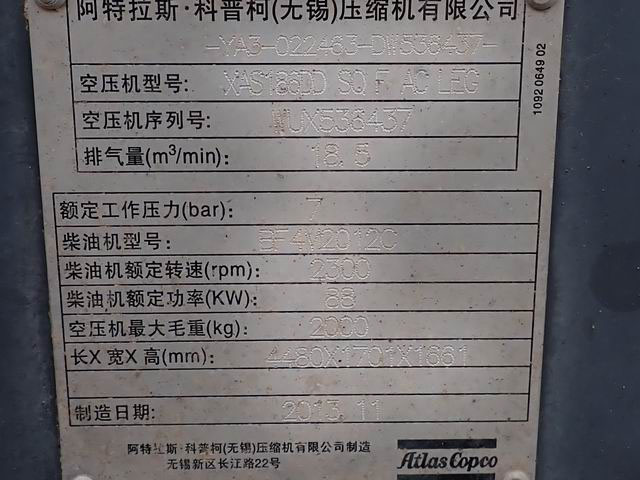 阿特拉斯·科普柯(无锡)压缩机有限公司
-YA3-022463-DW536437-
空压机型号: XAS186DD SQ F AC LEG
空压机序列号: WUX536437
排气量(m³/min): 18.5
额定工作压力(bar): 7
柴油机型号: BF4M2012C
柴油机额定转速(rpm) 2300
柴油机额定功率(KW): 88
空压机最大毛重(kg): 2000
长X 宽X 高(mm): 4480X1701X1661
制造日期: 2013.11
阿特拉斯·科普柯(无锡)压缩机有限公司制造
无锡新区长江路22号
Atlas Copco
1092 0649 02